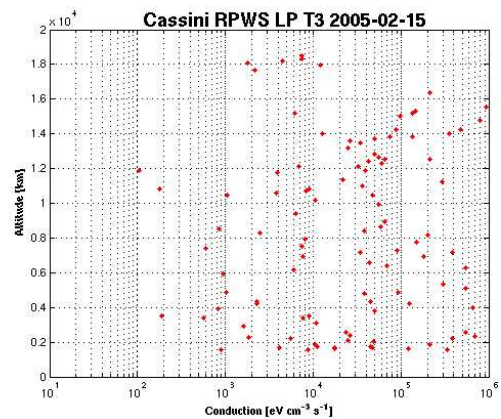 Cassini RPWS LP T3 2005-02-15
x 10^4
2
1.8
1.6
1.4
1.2
1
0.8
0.6
0.4
0.2
0
Altitude [km]
10^1 10^2 10^3 10^4 10^5 10^6
Conduction [eV cm^-3 s^-1]